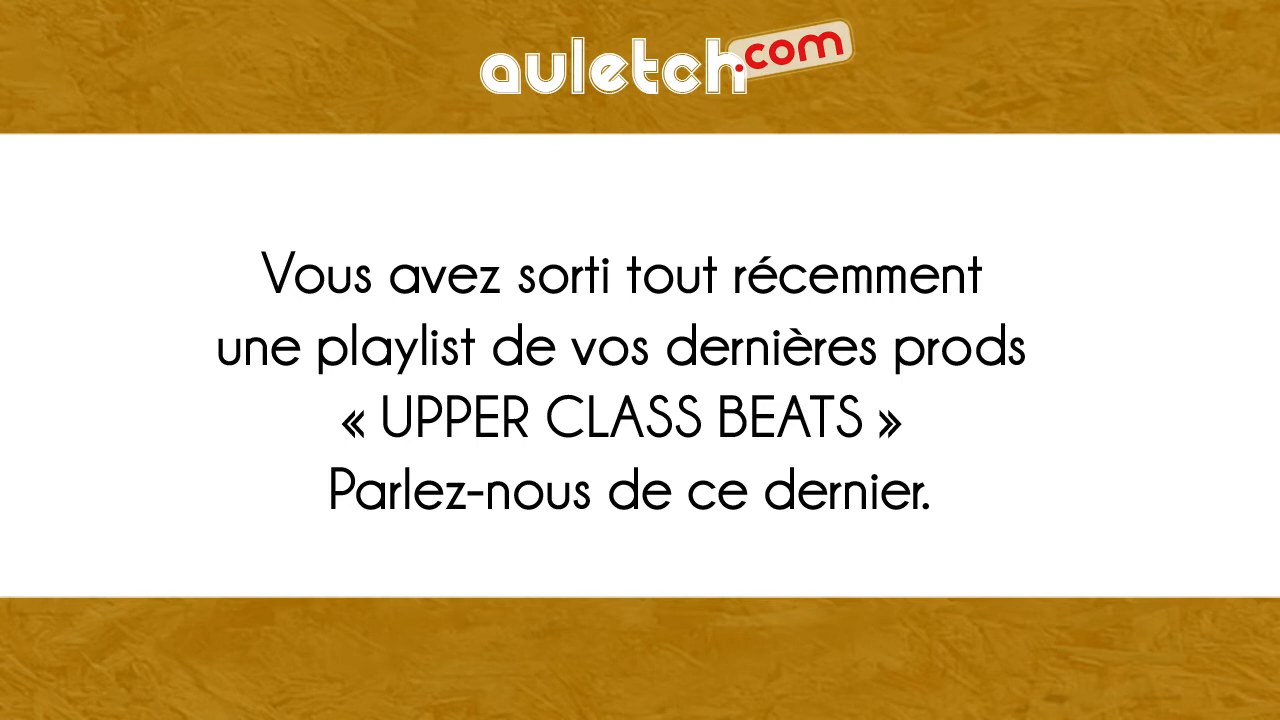 auletch.com
Vous avez sorti tout récemment
une playlist de vos dernières prods
« UPPER CLASS BEATS »
Parlez-nous de ce dernier.